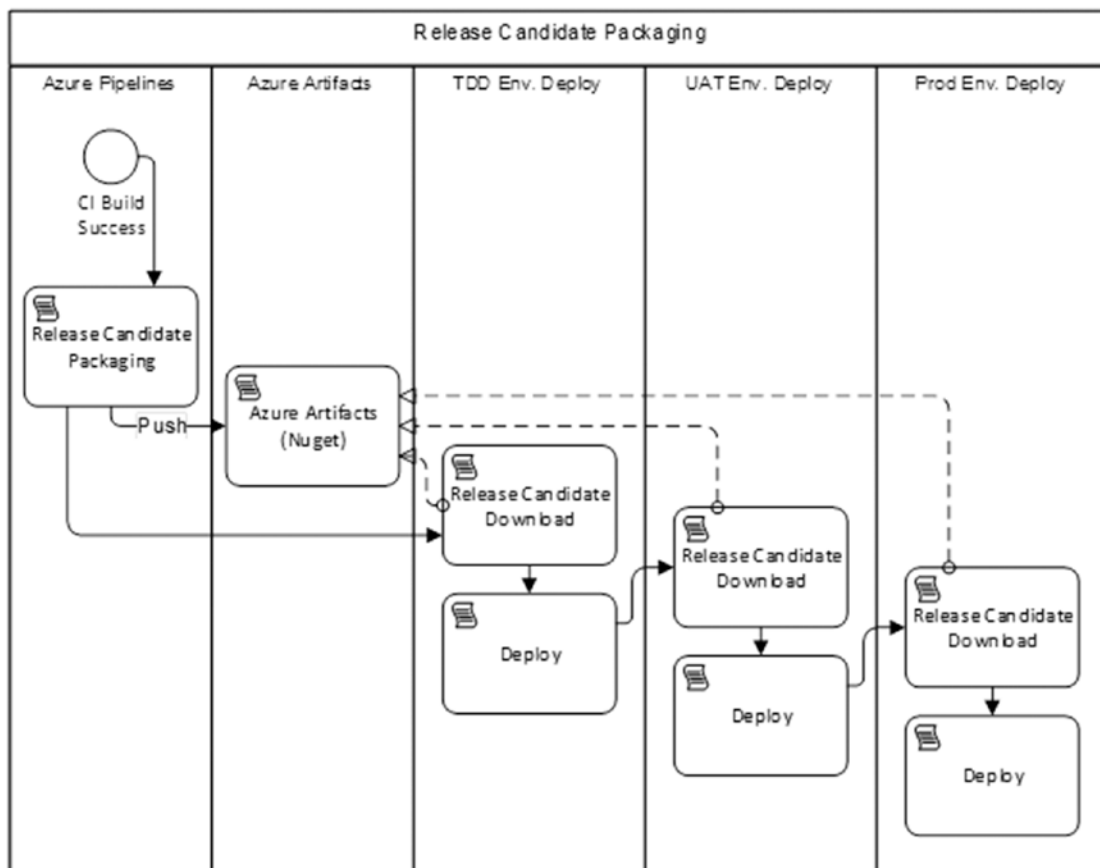 Release Candidate Packaging
Azure Pipelines
Azure Artifacts
TDD Env. Deploy
UAT Env. Deploy
Prod Env. Deploy
CI Build
Success
Release Candidate
Packaging
Push
Azure Artifacts
(Nuget)
Release Candidate
Download
Deploy
Release Candidate
Download
Deploy
Release Candidate
Download
Deploy